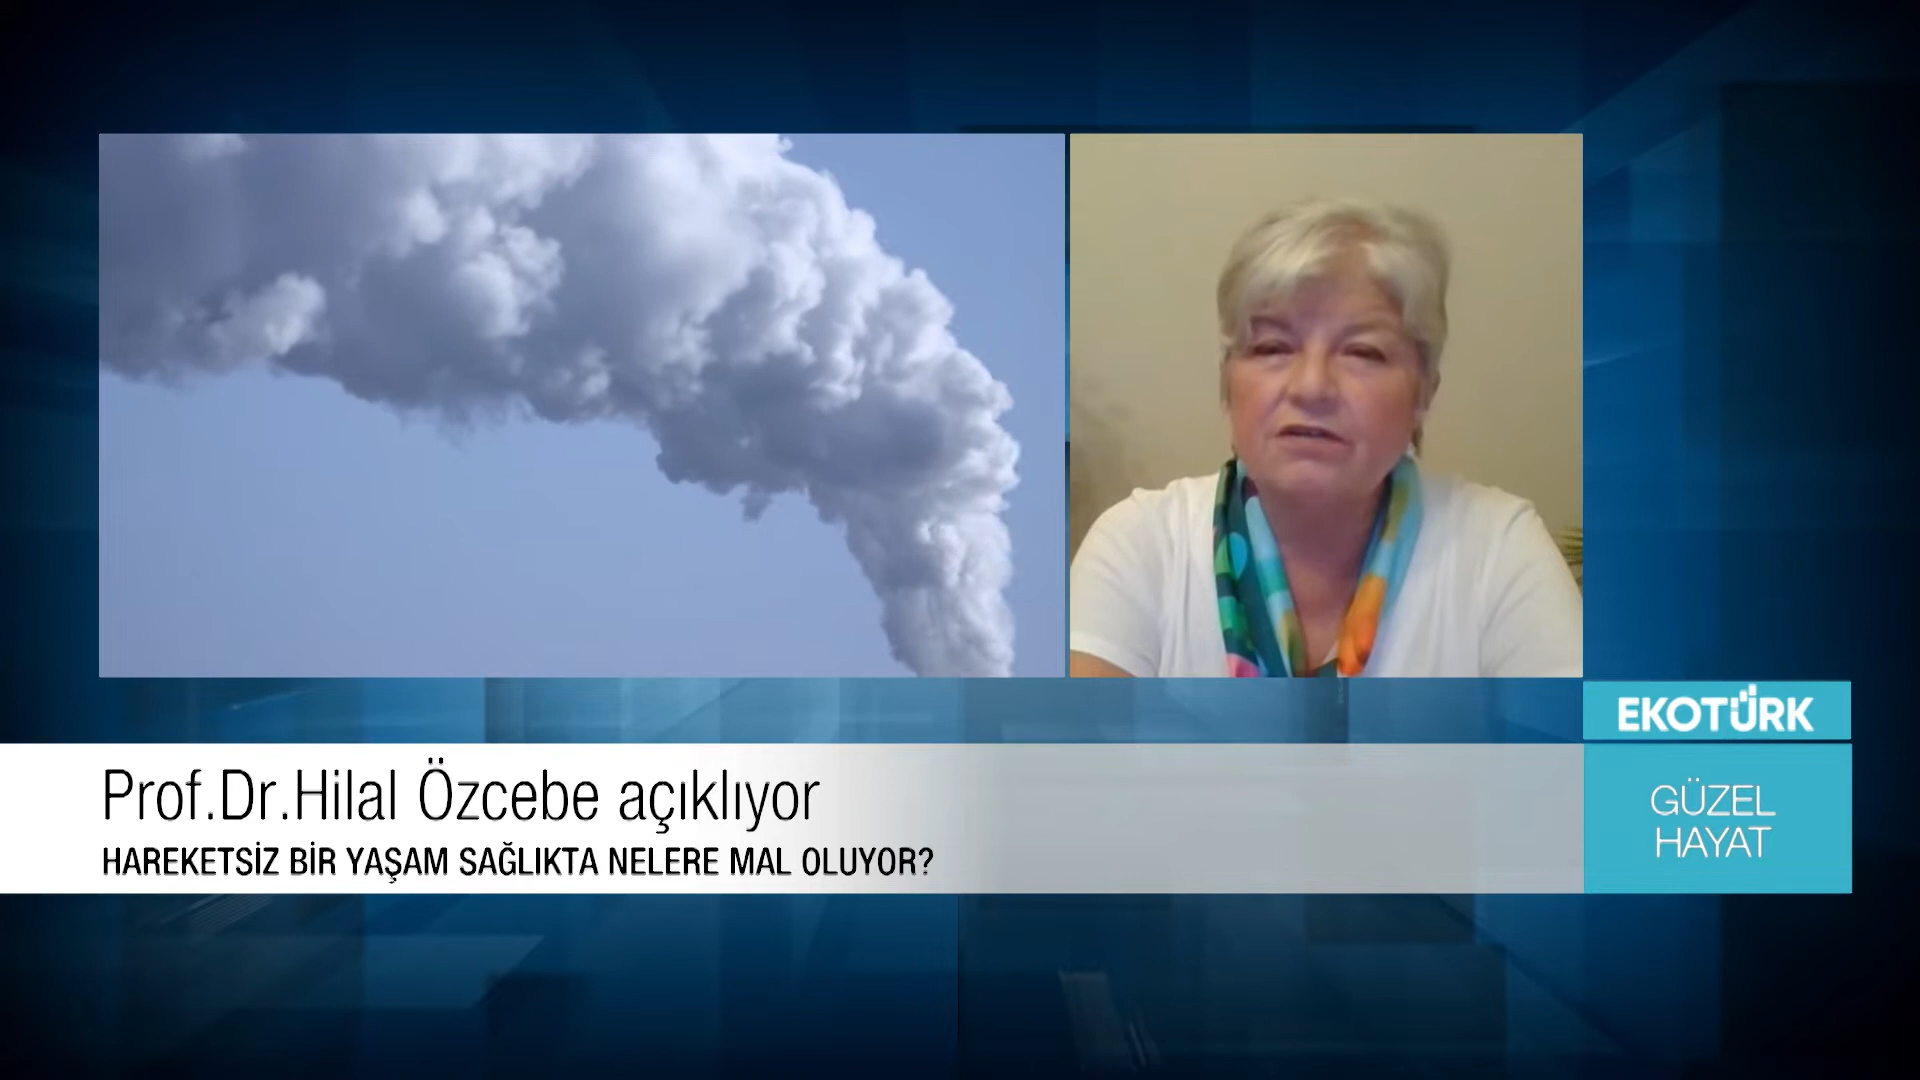 EKOTÜRK
Prof.Dr.Hilal Özcebe açıklıyor
HAREKETSİZ BİR YAŞAM SAĞLIKTA NELERE MAL OLUYOR?
GÜZEL
HAYAT